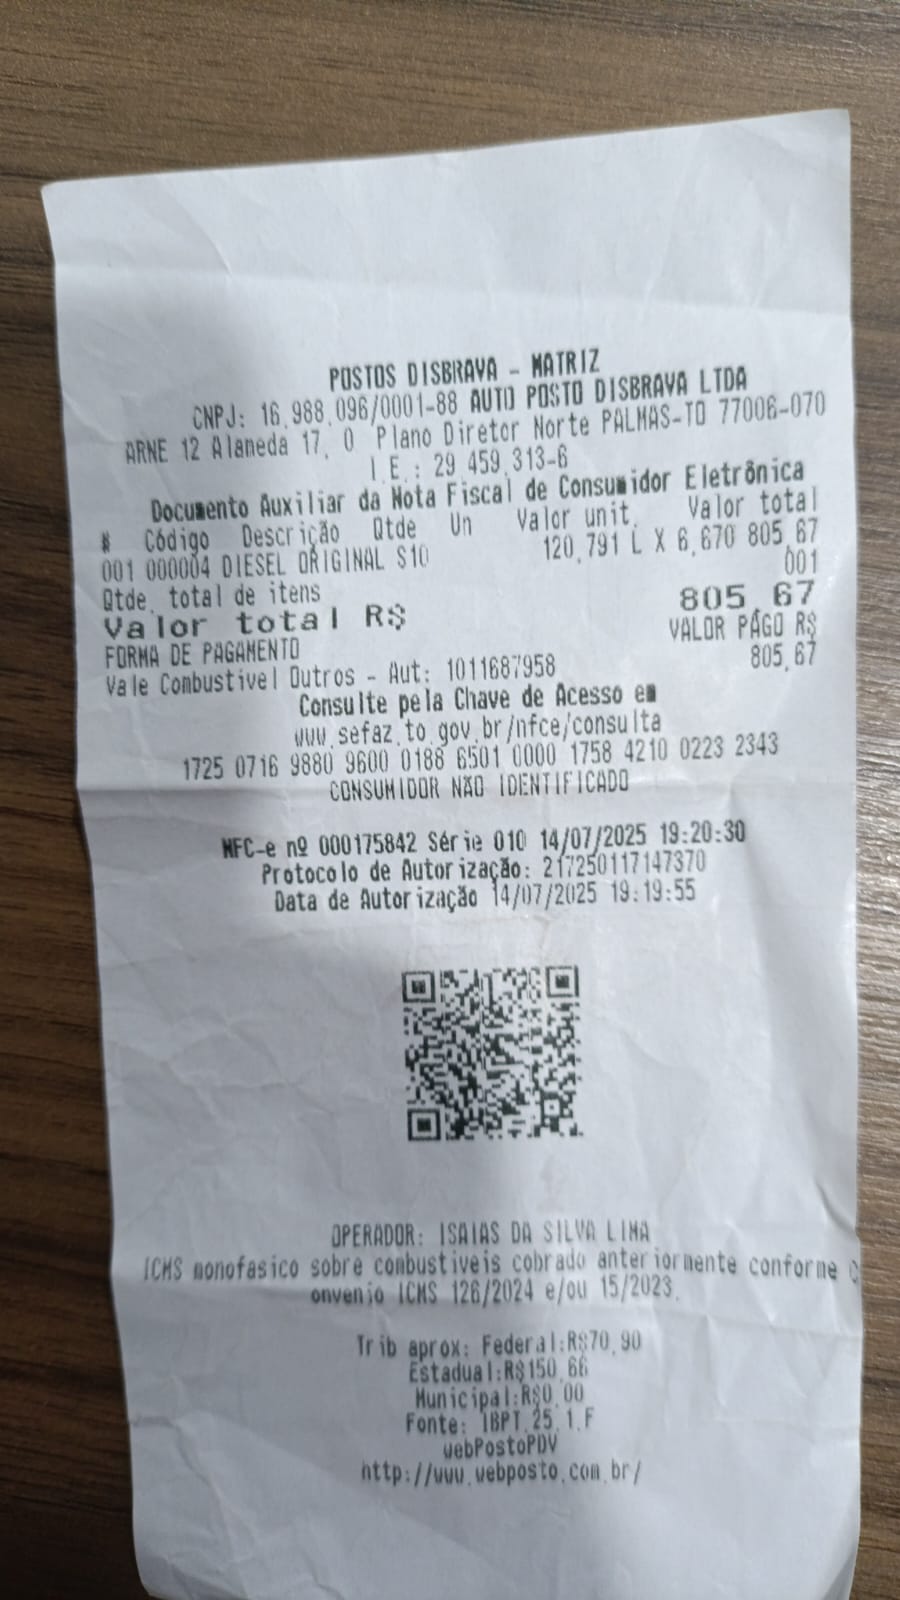 POSTOS DISBRAVA - MATRIZ
CNPJ: 16.988.096/0001-88 AUTO POSTO DISBRAVA LTDA
ARNE 12 Alameda 17, 0 Plano Diretor Norte PALMAS-TO 77006-070
I.E.: 29.459.313-6
Documento Auxiliar da Nota Fiscal de Consumidor Eletrônica
# Código Descrição Qtde Un Valor unit. Valor total
001 000004 DIESEL ORIGINAL S10 120,791 L X 6,670 805,67
Qtde. total de itens 001
Valor total R$ 805,67
FORMA DE PAGAMENTO VALOR PAGO R$
Vale Combustivel Outros - Aut: 1011687958 805,67
Consulte pela Chave de Acesso em
www.sefaz.to.gov.br/nfce/consulta
1725 0716 9880 9600 0188 6501 0000 1758 4210 0223 2343
CONSUMIDOR NÃO IDENTIFICADO
NFC-e nº 000175842 Série 010 14/07/2025 19:20:30
Protocolo de Autorização: 217250117147370
Data de Autorização 14/07/2025 19:19:55
OPERADOR: ISAIAS DA SILVA LIMA
ICMS monofasico sobre combustiveis cobrado anteriormente conforme C
onvenio ICMS 126/2024 e/ou 15/2023.
Trib aprox: Federal:R$70,90
Estadual:R$150,66
Municipal:R$0,00
Fonte: IBPT.25.1.F
webPostoPDV
http://www.webposto.com.br/